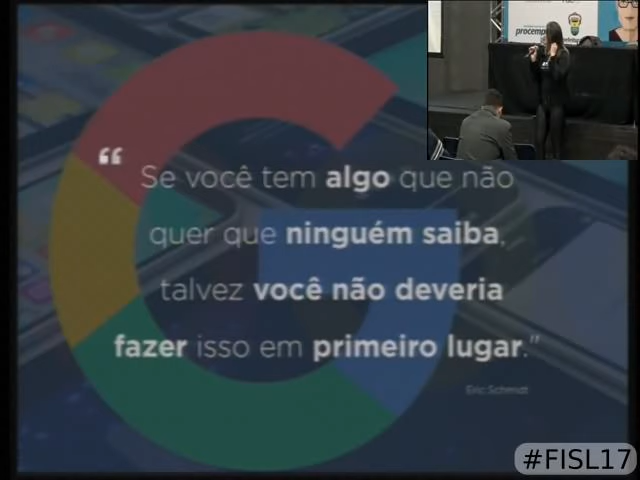 procemp
“ Se você tem algo que não
quer que ninguém saiba,
talvez você não deveria
fazer isso em primeiro lugar.”
Eric Schmidt
#FISL17